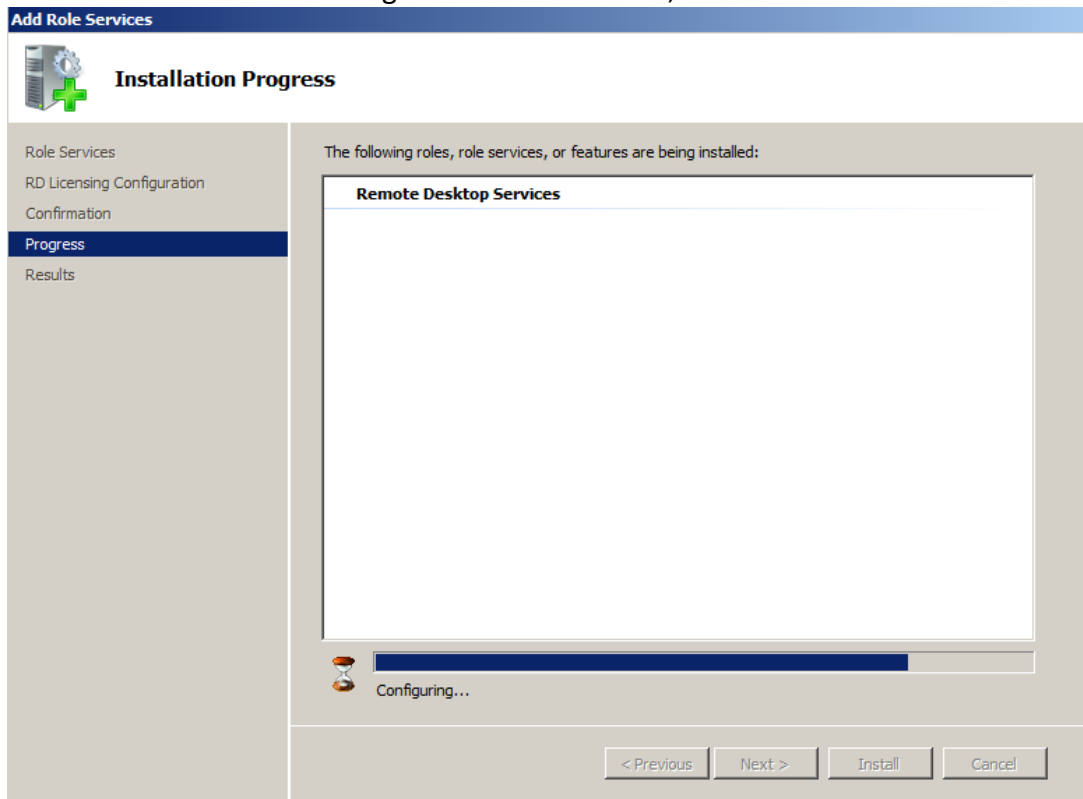 Add Role Services
Installation Progress
Role Services
RD Licensing Configuration
Confirmation
Progress
Results
The following roles, role services, or features are being installed:
Remote Desktop Services
Configuring...
< Previous
Next >
Install
Cancel